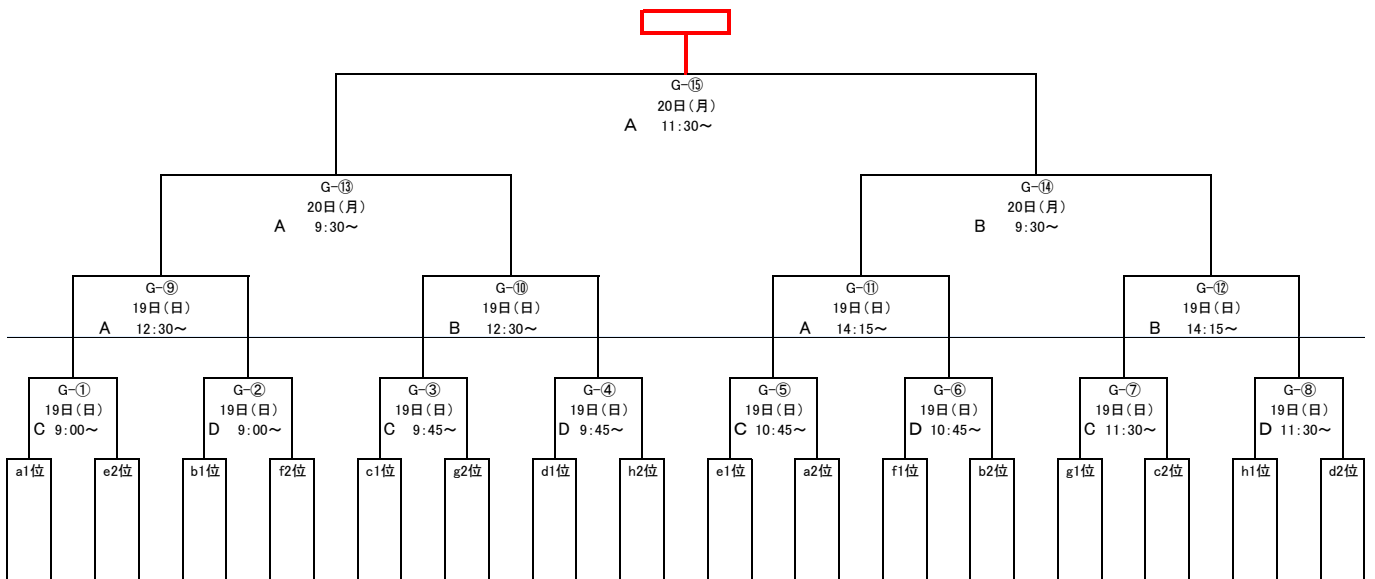 G-⑮
20日(月)
A 11:30～
G-⑬ G-⑭
20日(月) 20日(月)
A 9:30～ B 9:30～
G-⑨ G-⑩ G-⑪ G-⑫
19日(日) 19日(日) 19日(日) 19日(日)
A 12:30～ B 12:30～ A 14:15～ B 14:15～
G-① G-② G-③ G-④ G-⑤ G-⑥ G-⑦ G-⑧
19日(日) 19日(日) 19日(日) 19日(日) 19日(日) 19日(日) 19日(日) 19日(日)
C 9:00～ D 9:00～ C 9:45～ D 9:45～ C 10:45～ D 10:45～ C 11:30～ D 11:30～
a1位 e2位 b1位 f2位 c1位 g2位 d1位 h2位 e1位 a2位 f1位 b2位 g1位 c2位 h1位 d2位